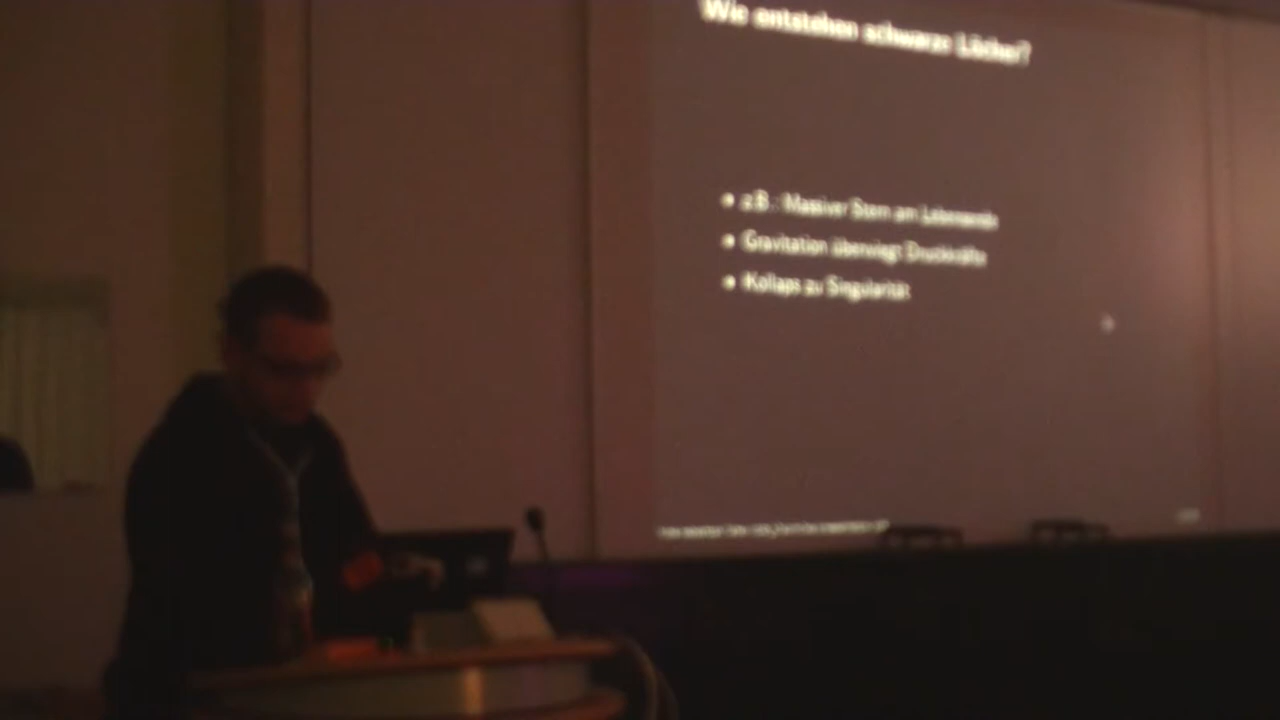 Wie entstehen schwarze Löcher?
z.B.: Massiver Stern am Lebensende
Gravitation überwiegt Druckkräfte
Kollaps zu Singularität